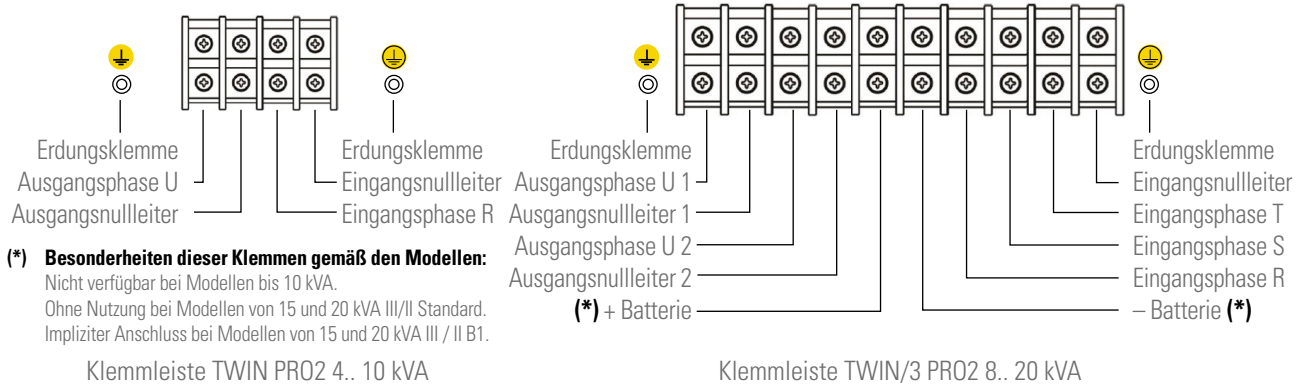 Erdungsklemme
Ausgangsphase U
Ausgangsnullleiter
Erdungsklemme
Eingangsnullleiter
Eingangsphase R
(*) Besonderheiten dieser Klemmen gemäß den Modellen:
Nicht verfügbar bei Modellen bis 10 kVA.
Ohne Nutzung bei Modellen von 15 und 20 kVA III/II Standard.
Impliziter Anschluss bei Modellen von 15 und 20 kVA III / II B1.
Klemmleiste TWIN PRO2 4.. 10 kVA
Erdungsklemme
Ausgangsphase U 1
Ausgangsnullleiter 1
Ausgangsphase U 2
Ausgangsnullleiter 2
(*) + Batterie
Erdungsklemme
Eingangsnullleiter
Eingangsphase T
Eingangsphase S
Eingangsphase R
– Batterie (*)
Klemmleiste TWIN/3 PRO2 8.. 20 kVA